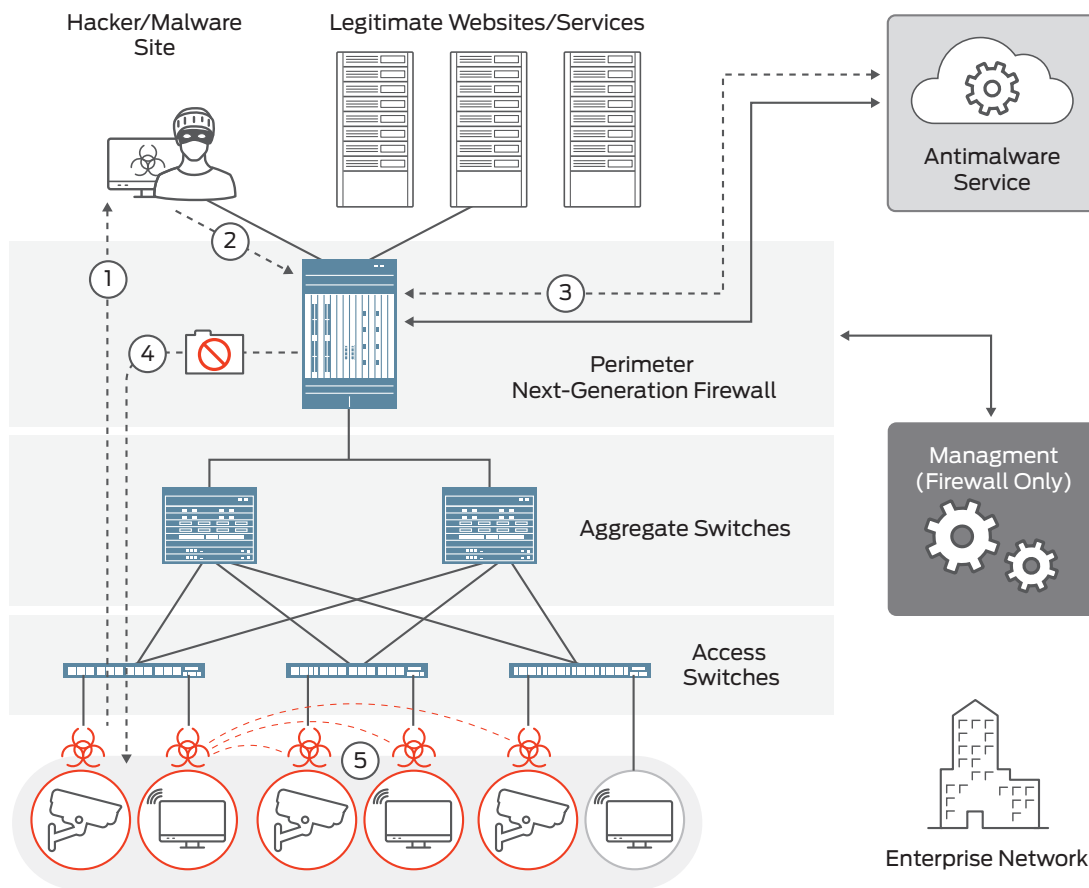 Hacker/Malware
Site
Legitimate Websites/Services
Antimalware
Service
2
1
3
4
Perimeter
Next-Generation Firewall
Managment
(Firewall Only)
Aggregate Switches
Access
Switches
5
Enterprise Network